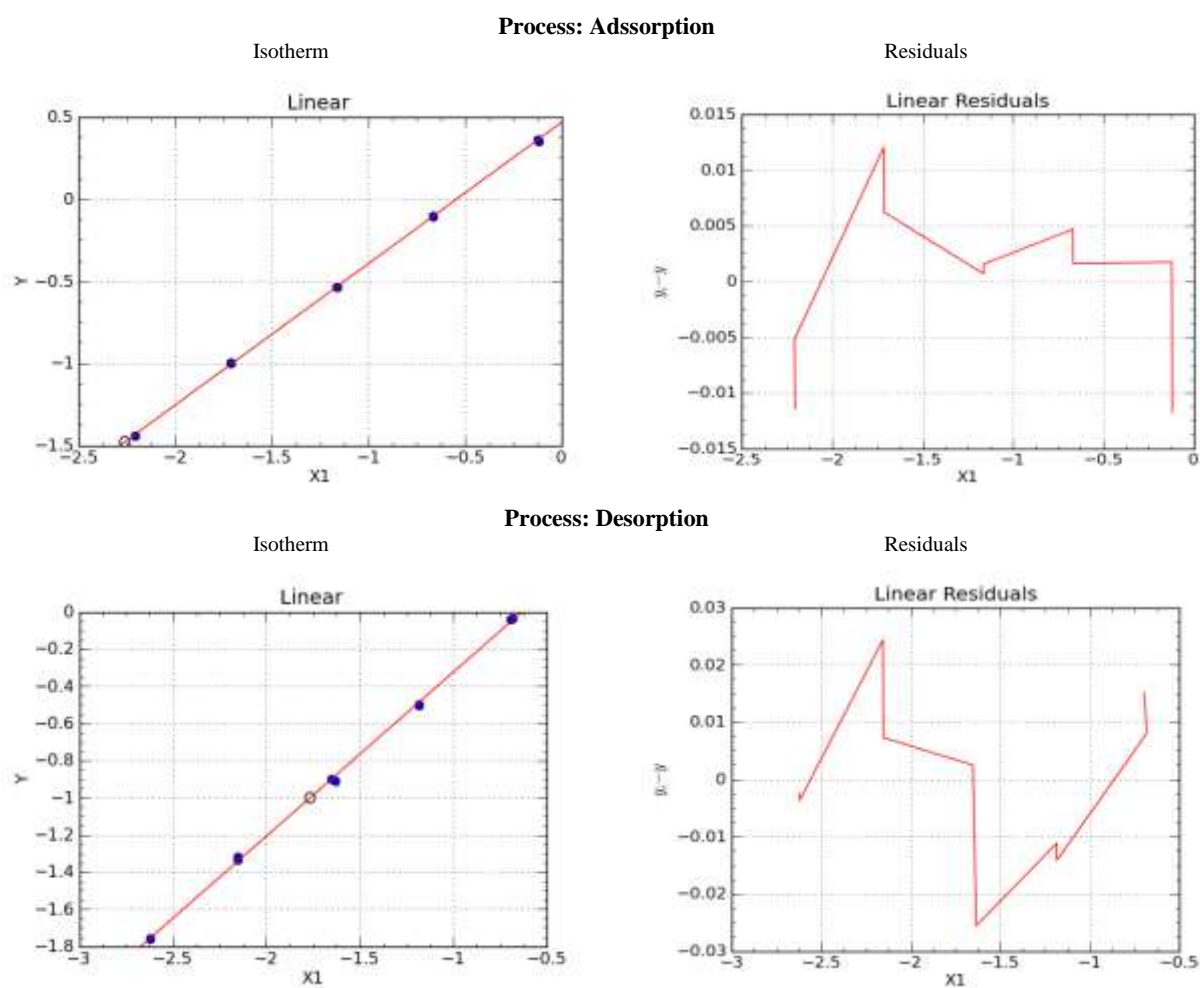 Process: Adssorption
Isotherm Residuals
Linear
0.5
0
−0.5
−1
−1.5
Y
−2.5 −2 −1.5 −1 −0.5 0
X1
Linear Residuals
0.015
0.01
0.005
0
−0.005
−0.01
−0.015
yᵢ−y
−2.5 −2 −1.5 −1 −0.5 0
X1
Process: Desorption
Isotherm Residuals
Linear
0
−0.2
−0.4
−0.6
−0.8
−1
−1.2
−1.4
−1.6
−1.8
Y
−3 −2.5 −2 −1.5 −1 −0.5
X1
Linear Residuals
0.03
0.02
0.01
0
−0.01
−0.02
−0.03
yᵢ−y
−3 −2.5 −2 −1.5 −1 −0.5
X1